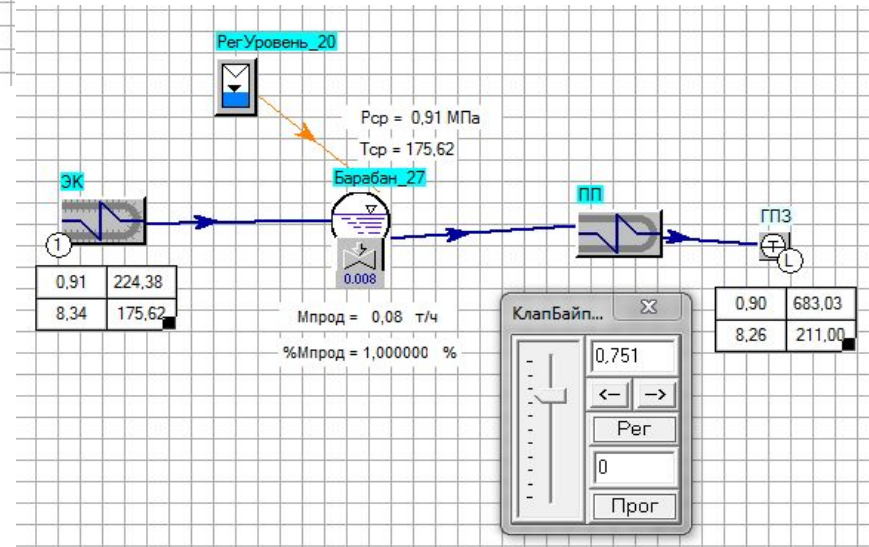 РегУровень_20
Рср = 0,91 МПа
Тср = 175,62
Барабан_27
ЭК
ПП
ГПЗ
1
L
0.008
0,91 224,38
8,34 175,62
Мпрод = 0,08 т/ч
%Мпрод = 1,000000 %
КлапБайп...
0,751
<- ->
Рег
0
Прог
0,90 683,03
8,26 211,00